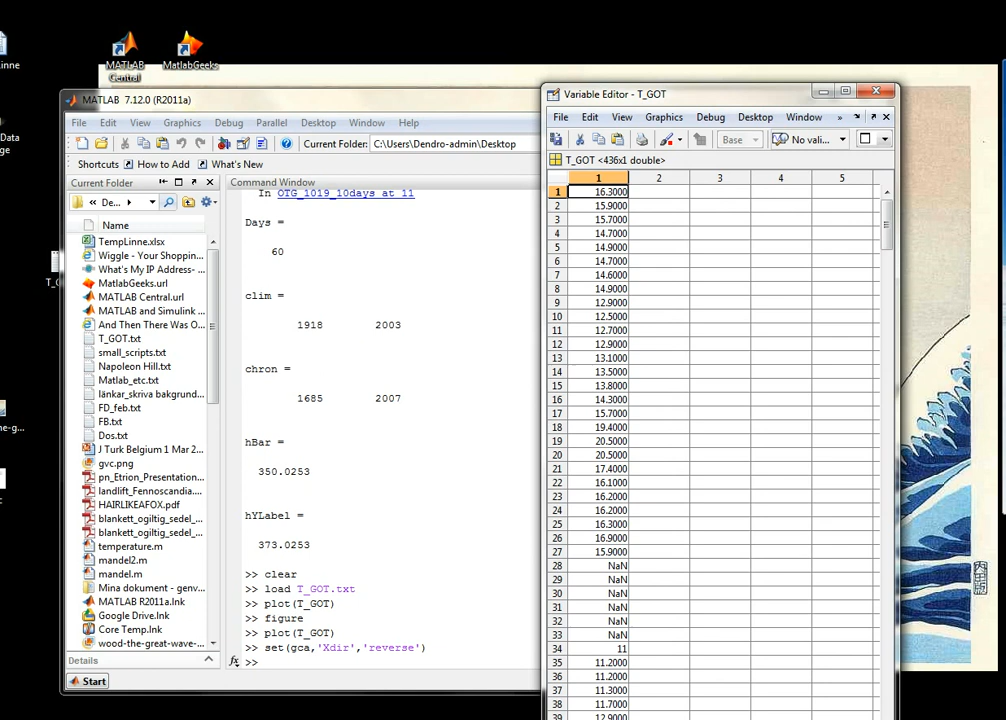 MATLAB
Central
MatlabGeeks
MATLAB 7.12.0 (R2011a)
File Edit View Graphics Debug Parallel Desktop Window Help
Current Folder: C:\Users\Dendro-admin\Desktop
Shortcuts How to Add What's New
Current Folder
« De...
Name
TempLinne.xlsx
Wiggle - Your Shoppin...
What's My IP Address- ...
MatlabGeeks.url
MATLAB Central.url
MATLAB and Simulink ...
And Then There Was O...
T_GOT.txt
small_scripts.txt
Napoleon Hill.txt
Matlab_etc.txt
länkar_skriva bakgrund...
FD_feb.txt
FB.txt
Dos.txt
J Turk Belgium 1 Mar 2...
gvc.png
pn_Etrion_Presentation...
landlift_Fennoscandia....
HAIRLIKEAFOX.pdf
blankett_ogiltig_sedel_...
blankett_ogiltig_sedel_...
temperature.m
mandel2.m
mandel.m
Mina dokument - genv...
MATLAB R2011a.lnk
Google Drive.lnk
Core Temp.lnk
wood-the-great-wave-...
Details
Start
Command Window
In OTG_1019_10days at 11
Days =
60
clim =
1918 2003
chron =
1685 2007
hBar =
350.0253
hYLabel =
373.0253
>> clear
>> load T_GOT.txt
>> plot(T_GOT)
>> figure
>> plot(T_GOT)
>> set(gca,'Xdir','reverse')
fx >>
Variable Editor - T_GOT
File Edit View Graphics Debug Desktop Window »
Base No vali...
T_GOT <436x1 double>
1 2 3 4 5
1 16.3000
2 15.9000
3 15.7000
4 14.7000
5 14.9000
6 14.7000
7 14.6000
8 14.9000
9 12.9000
10 12.5000
11 12.7000
12 12.9000
13 13.1000
14 13.5000
15 13.8000
16 14.3000
17 15.7000
18 19.4000
19 20.5000
20 20.5000
21 17.4000
22 16.1000
23 16.2000
24 16.2000
25 16.3000
26 16.9000
27 15.9000
28 NaN
29 NaN
30 NaN
31 NaN
32 NaN
33 NaN
34 11
35 11.2000
36 11.3000
37 11.3000
38 11.7000
39 12.9000